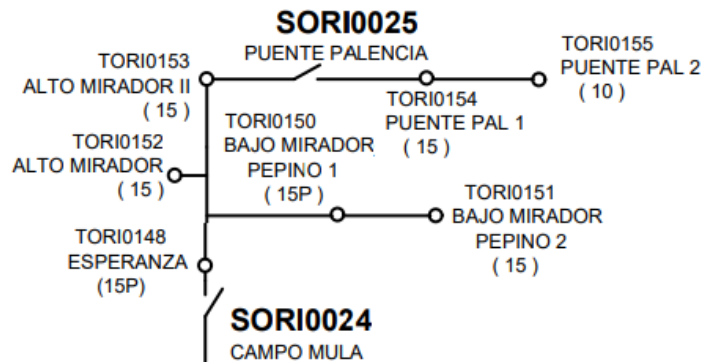 SORI0025
PUENTE PALENCIA
TORI0153
ALTO MIRADOR II
( 15 )
TORI0155
PUENTE PAL 2
( 10 )
TORI0154
PUENTE PAL 1
( 15 )
TORI0150
BAJO MIRADOR
PEPINO 1
( 15P )
TORI0152
ALTO MIRADOR
( 15 )
TORI0151
BAJO MIRADOR
PEPINO 2
( 15 )
TORI0148
ESPERANZA
(15P)
SORI0024
CAMPO MULA